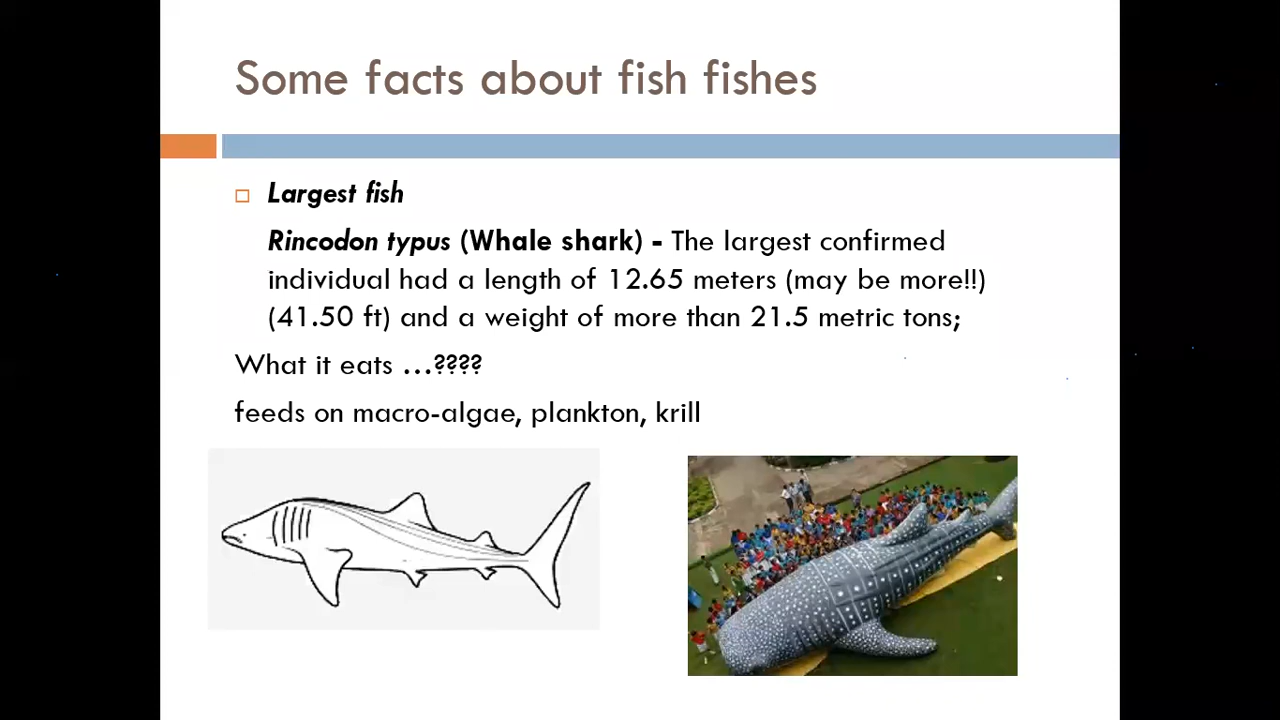 Some facts about fish fishes
Largest fish
Rincodon typus (Whale shark) - The largest confirmed
individual had a length of 12.65 meters (may be more!!)
(41.50 ft) and a weight of more than 21.5 metric tons;
What it eats ...????
feeds on macro-algae, plankton, krill